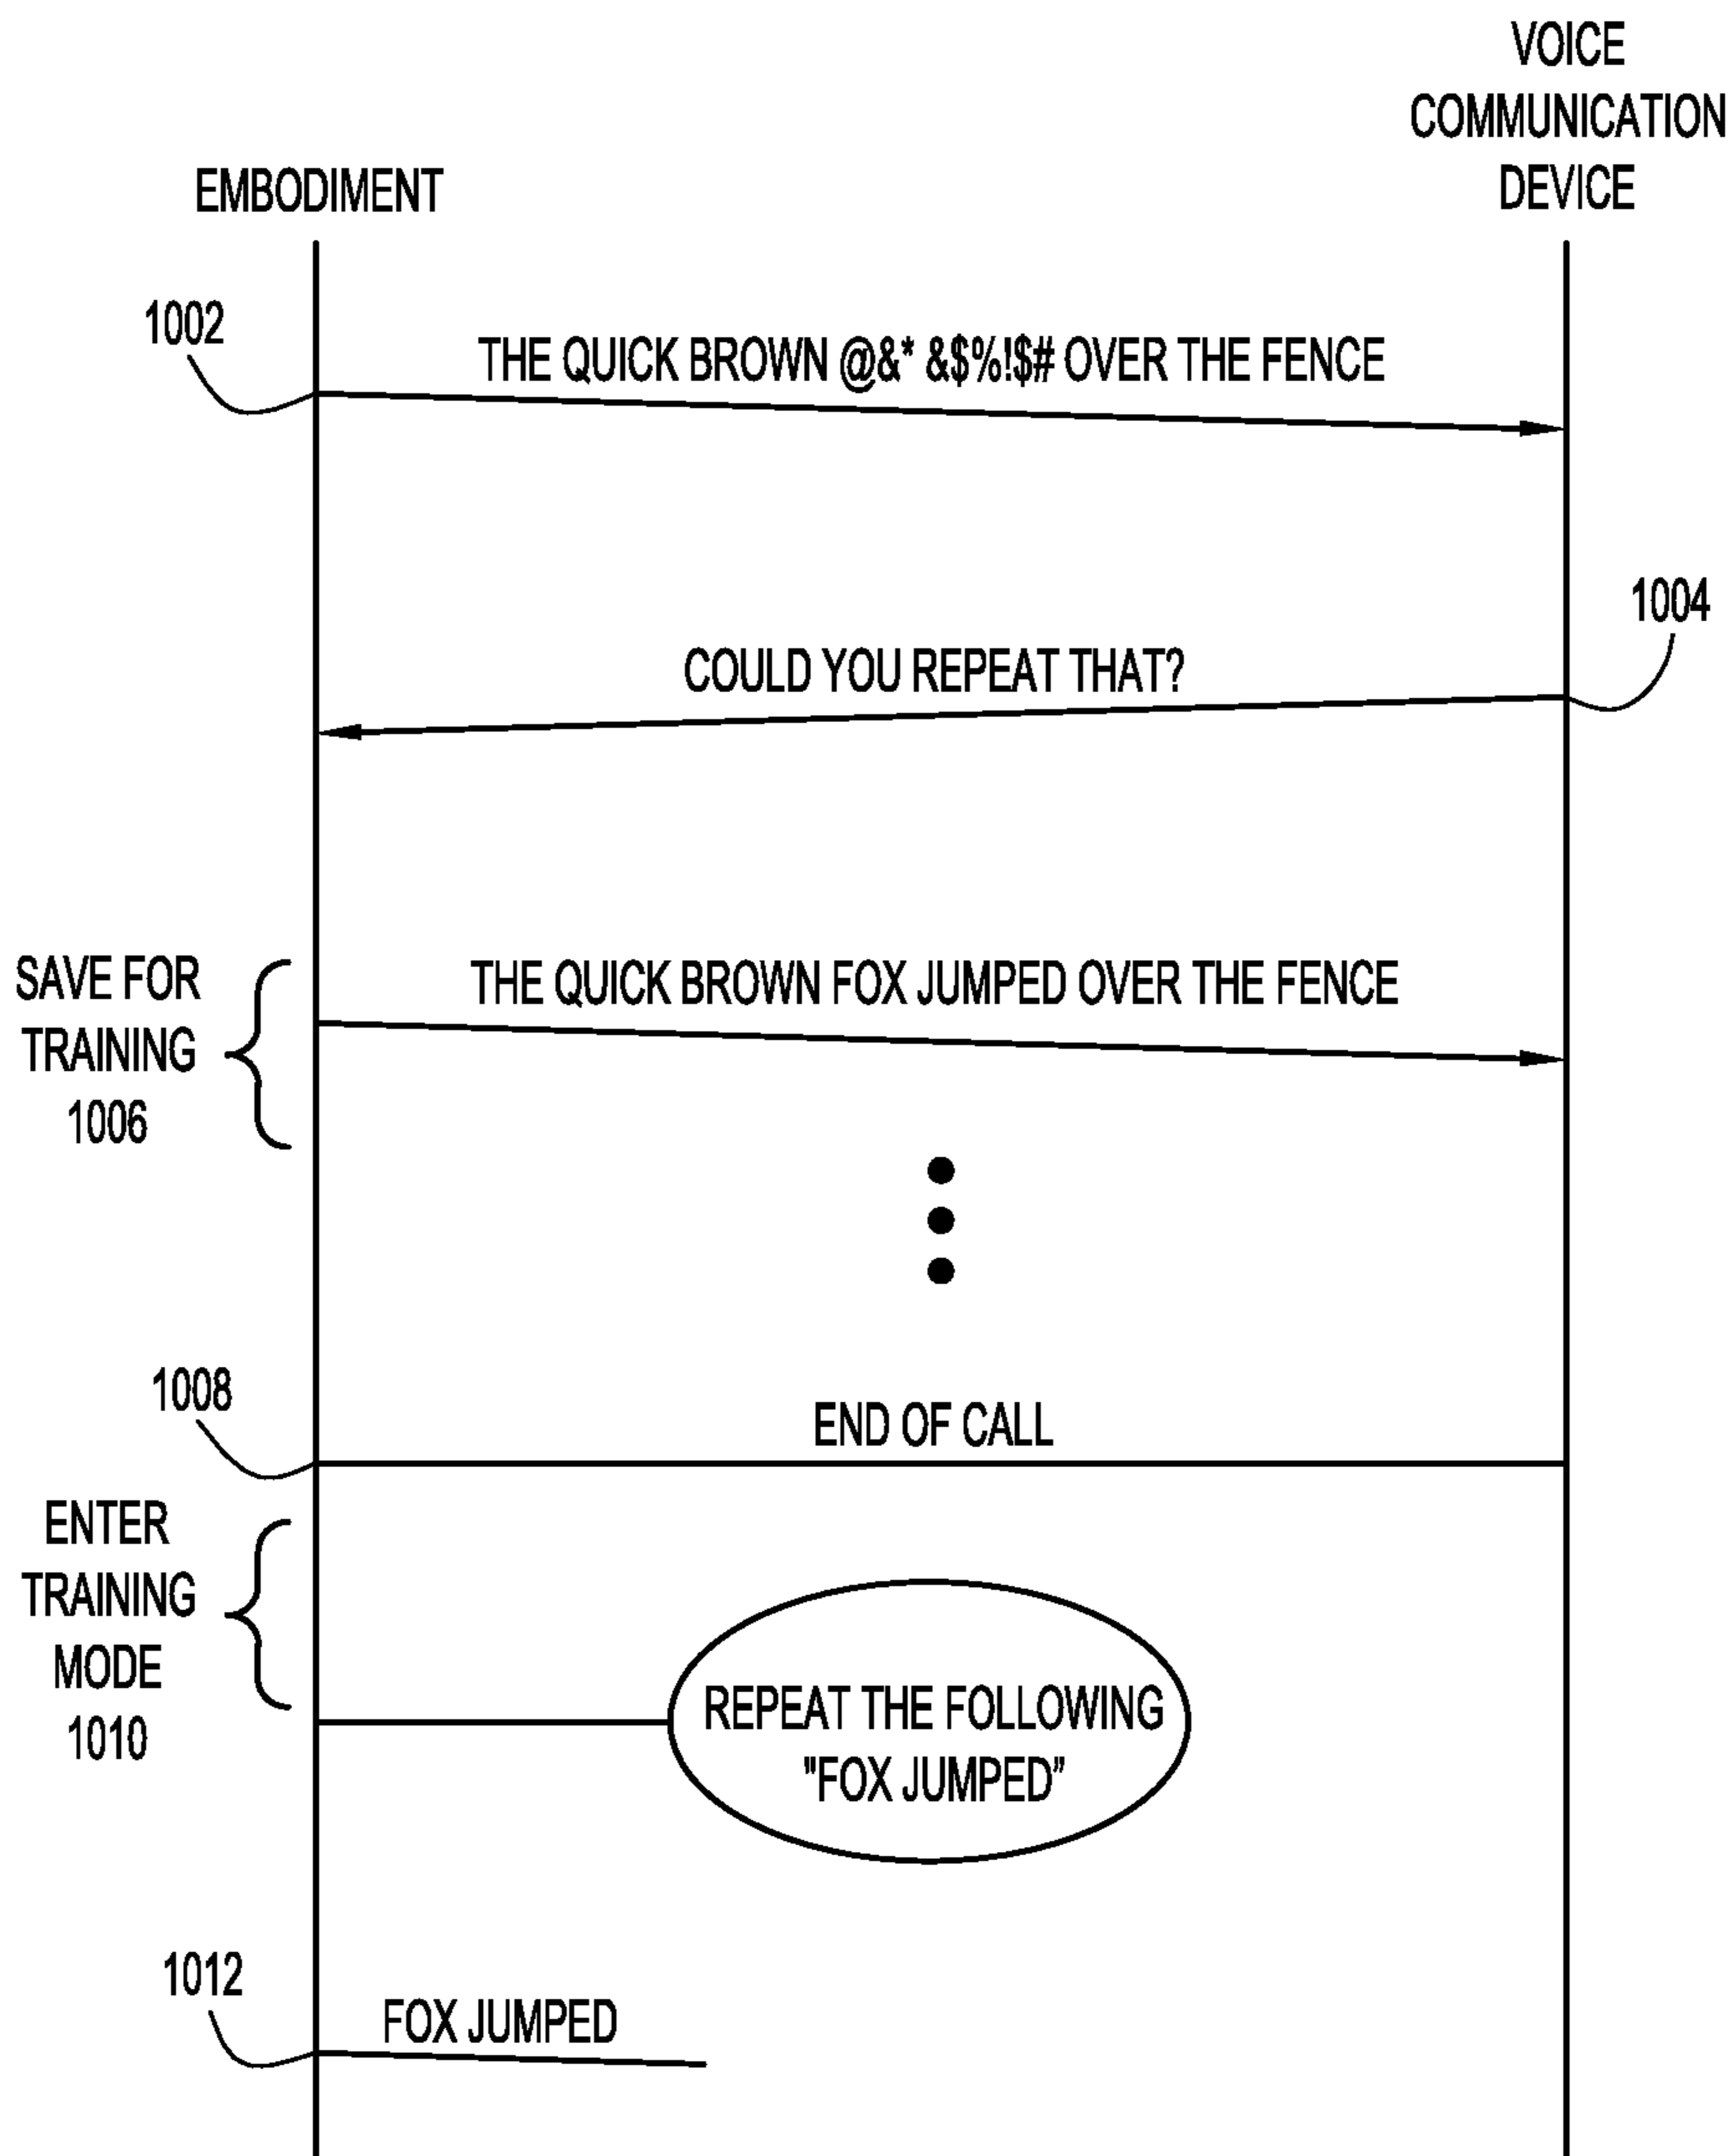 VOICE
COMMUNICATION
DEVICE
EMBODIMENT
1002
THE QUICK BROWN @&* &$%!$# OVER THE FENCE
1004
COULD YOU REPEAT THAT?
SAVE FOR
TRAINING
1006
THE QUICK BROWN FOX JUMPED OVER THE FENCE
1008
END OF CALL
ENTER
TRAINING
MODE
1010
REPEAT THE FOLLOWING
"FOX JUMPED”
1012
FOX JUMPED